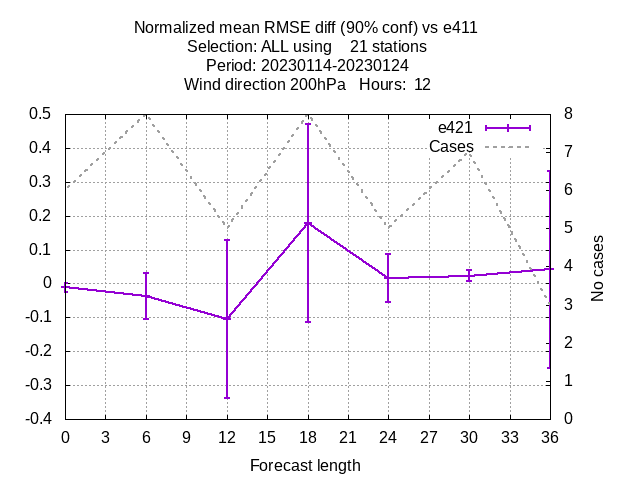 Normalized mean RMSE diff (90% conf) vs e411
Selection: ALL using    21 stations
Period: 20230114-20230124
Wind direction 200hPa   Hours:  12
0.5
0.4
0.3
0.2
0.1
0
-0.1
-0.2
-0.3
-0.4
e421
Cases
8
7
6
5
4
3
2
1
0
No cases
0 3 6 9 12 15 18 21 24 27 30 33 36
Forecast length